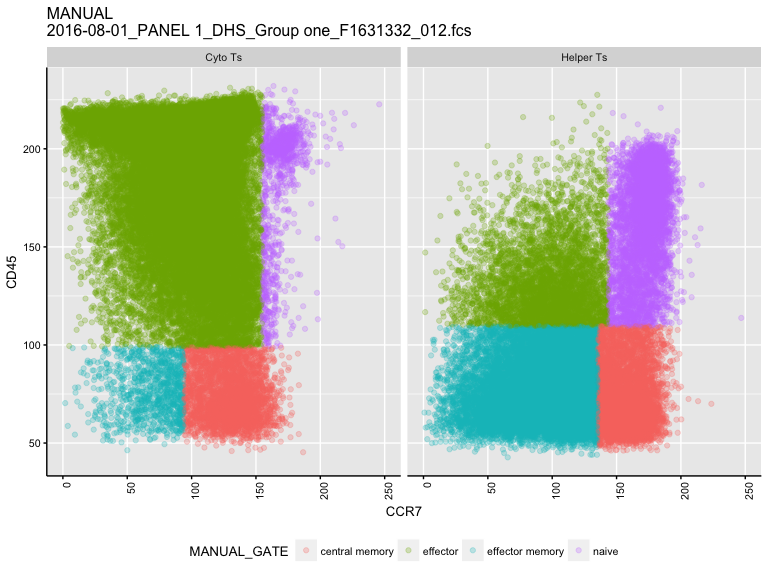 MANUAL
2016-08-01_PANEL 1_DHS_Group one_F1631332_012.fcs
Cyto Ts
Helper Ts
CD45
200
150
100
50
0
50
100
150
200
250
0
50
100
150
200
250
CCR7
MANUAL_GATE
central memory
effector
effector memory
naive